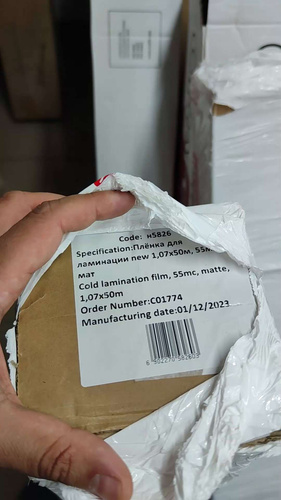 Code: н5826
Specification:Плёнка для
ламинации new 1,07х50м, 55м
мат
Cold lamination film, 55mc, matte,
1,07x50m
Order Number:C01774
Manufacturing date:01/12/2023